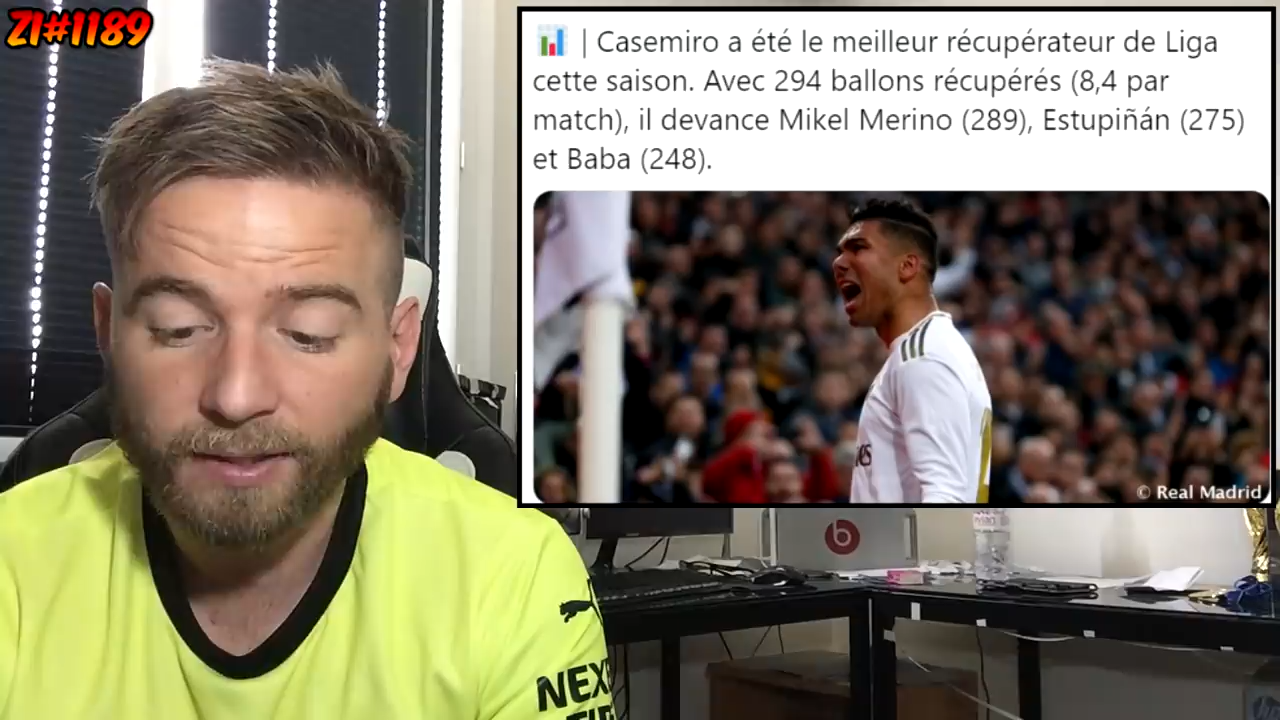 ZI#1189
| Casemiro a été le meilleur récupérateur de Liga
cette saison. Avec 294 ballons récupérés (8,4 par
match), il devance Mikel Merino (289), Estupiñán (275)
et Baba (248).
© Real Madrid
NEX